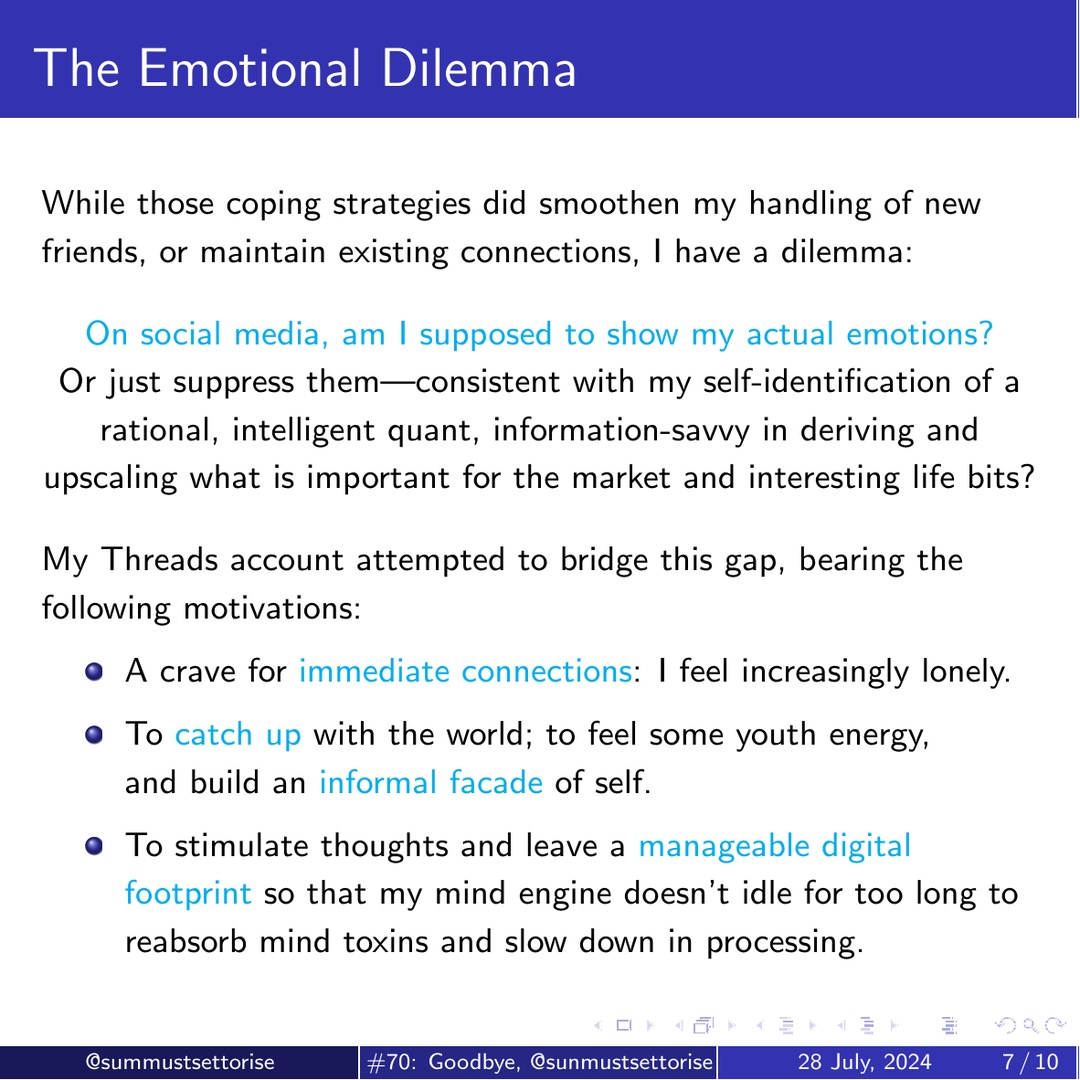 The Emotional Dilemma
While those coping strategies did smoothen my handling of new
friends, or maintain existing connections, I have a dilemma:
On social media, am I supposed to show my actual emotions?
Or just suppress them—consistent with my self-identification of a
rational, intelligent quant, information-savvy in deriving and
upscaling what is important for the market and interesting life bits?
My Threads account attempted to bridge this gap, bearing the
following motivations:
A crave for immediate connections: I feel increasingly lonely.
To catch up with the world; to feel some youth energy,
and build an informal facade of self.
To stimulate thoughts and leave a manageable digital
footprint so that my mind engine doesn't idle for too long to
reabsorb mind toxins and slow down in processing.
@summustsettorise #70: Goodbye, @sunmustsettorise 28 July, 2024 7 / 10